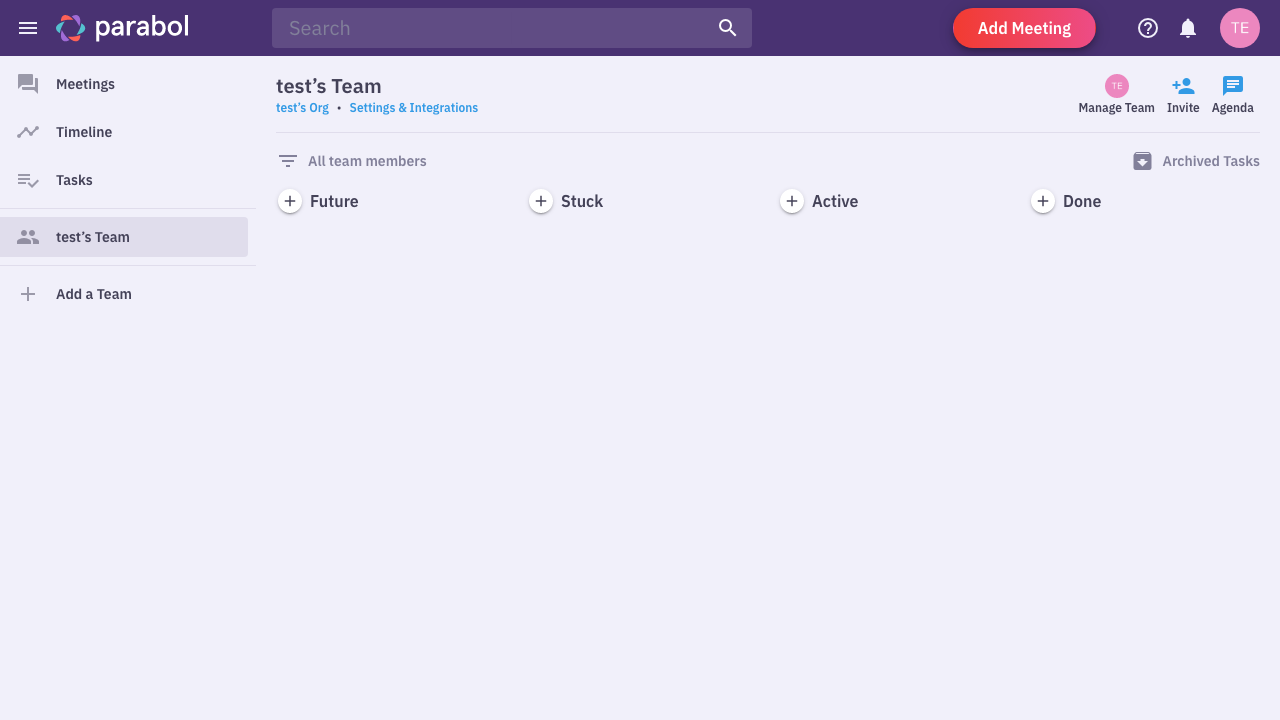 parabol
Search
Add Meeting
TE
Meetings
Timeline
Tasks
test’s Team
Add a Team
test’s Team
test’s Org • Settings & Integrations
TE
Manage Team
Invite
Agenda
All team members
Archived Tasks
Future
Stuck
Active
Done